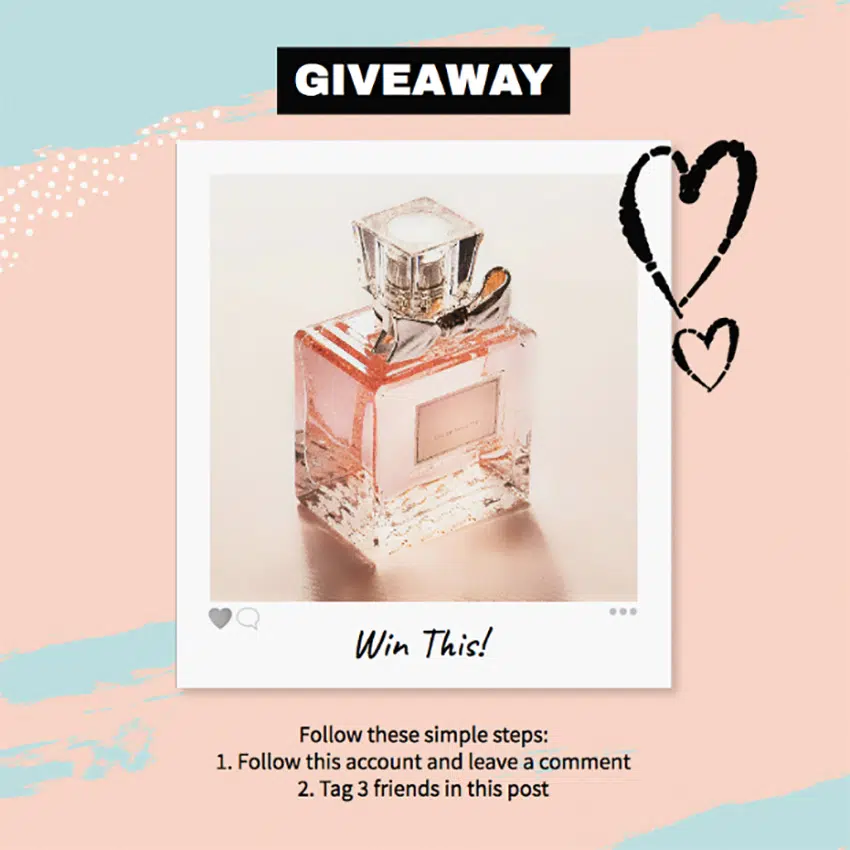 GIVEAWAY
Win This!
Follow these simple steps:
1. Follow this account and leave a comment
2. Tag 3 friends in this post